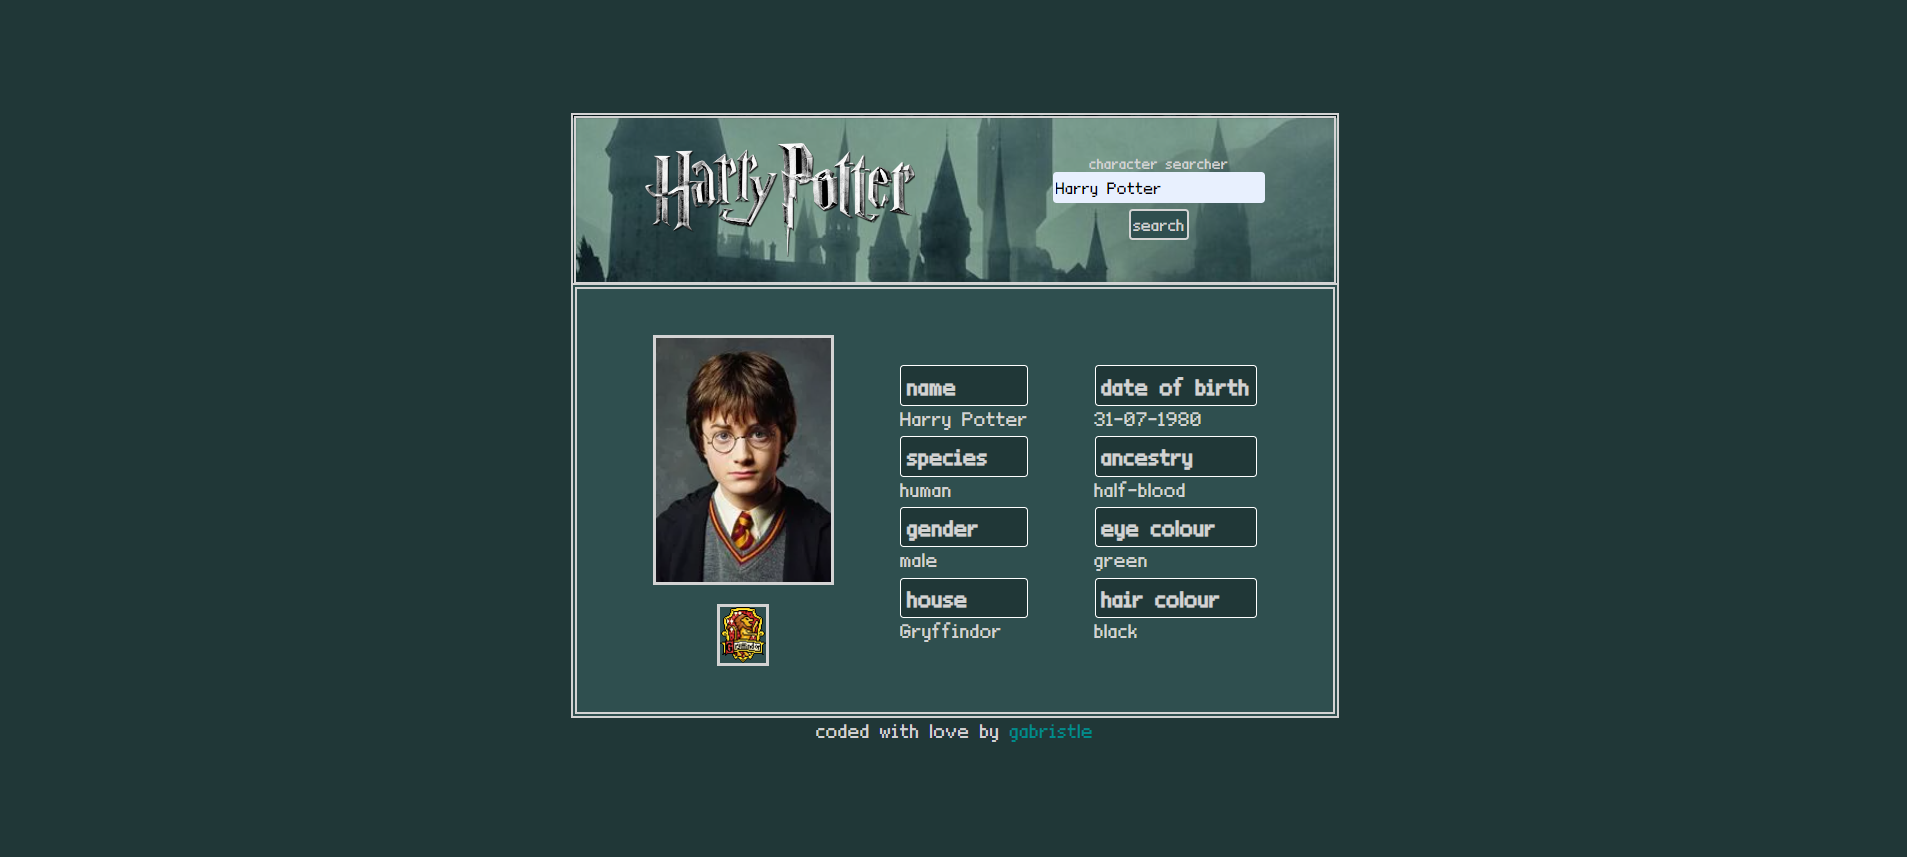 Harry Potter
character searcher
Harry Potter
search
name
Harry Potter
species
human
gender
male
house
Gryffindor
date of birth
31-07-1980
ancestry
half-blood
eye colour
green
hair colour
black
coded with love by gabristle